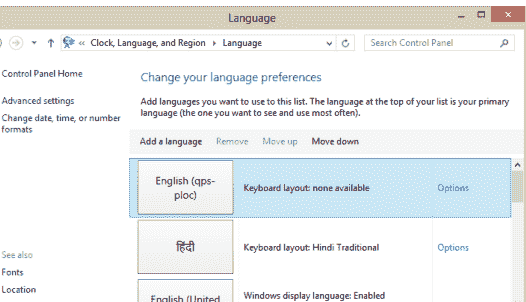 Language
« Clock, Language, and Region ▸ Language
Search Control Panel
Control Panel Home
Advanced settings
Change date, time, or number
formats
See also
Fonts
Location
Change your language preferences
Add languages you want to use to this list. The language at the top of your list is your primary
language (the one you want to see and use most often).
Add a language Remove Move up Move down
English (qps-
ploc)
Keyboard layout: none available
Options
हिंदी
Keyboard layout: Hindi Traditional
Options
English (United
Windows display language: Enabled